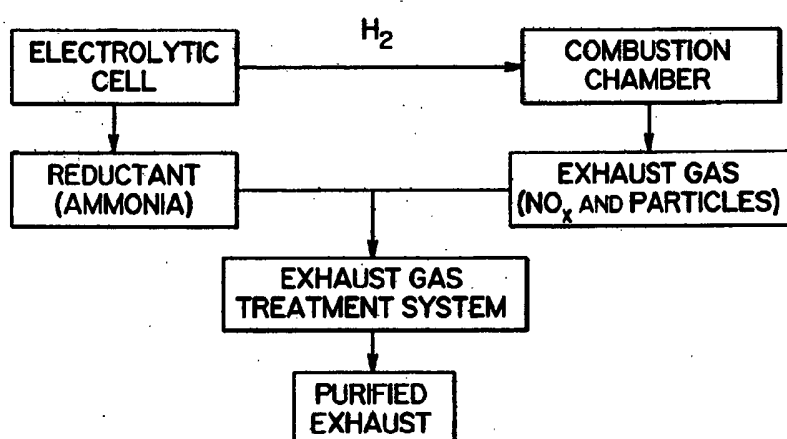 H₂
ELECTROLYTIC
CELL
COMBUSTION
CHAMBER
REDUCTANT
(AMMONIA)
EXHAUST GAS
(NOₓ AND PARTICLES)
EXHAUST GAS
TREATMENT SYSTEM
PURIFIED
EXHAUST